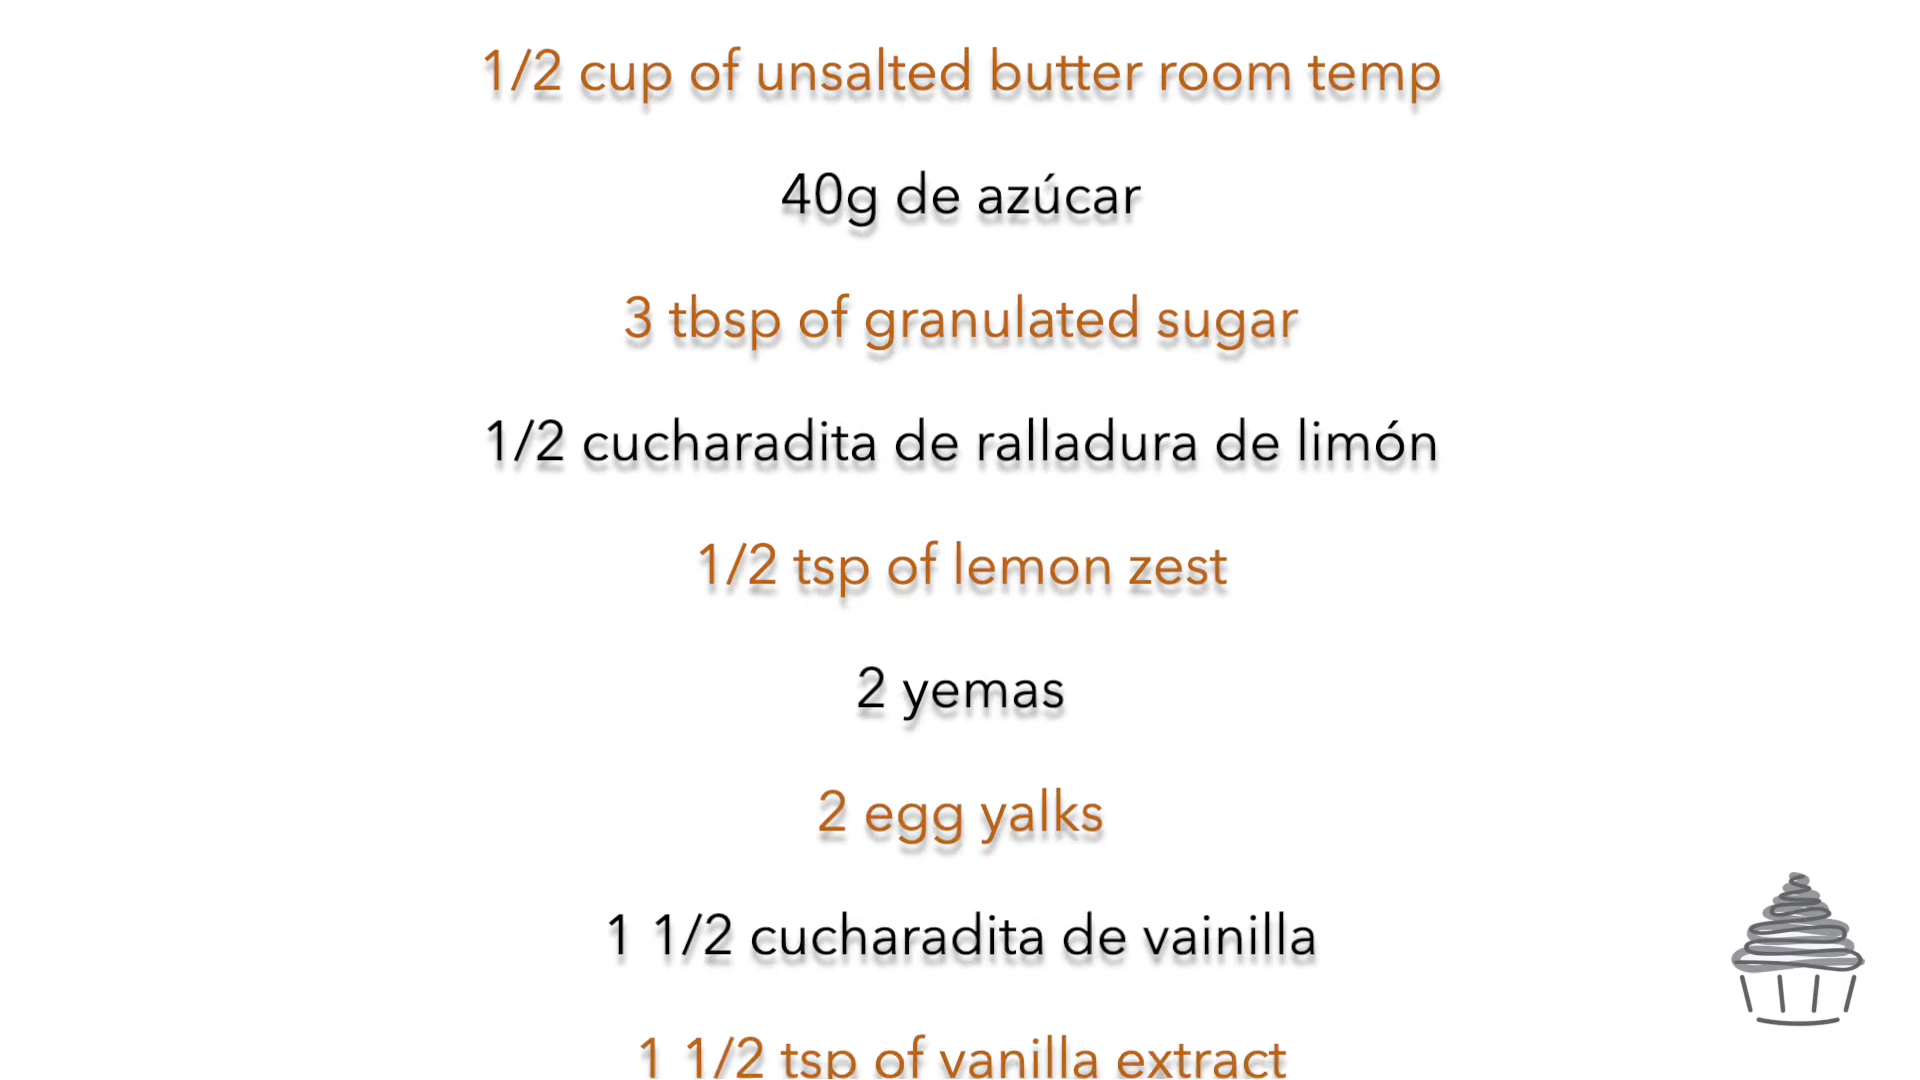 1/2 cup of unsalted butter room temp
40g de azúcar
3 tbsp of granulated sugar
1/2 cucharadita de ralladura de limón
1/2 tsp of lemon zest
2 yemas
2 egg yalks
1 1/2 cucharadita de vainilla
1 1/2 tsp of vanilla extract